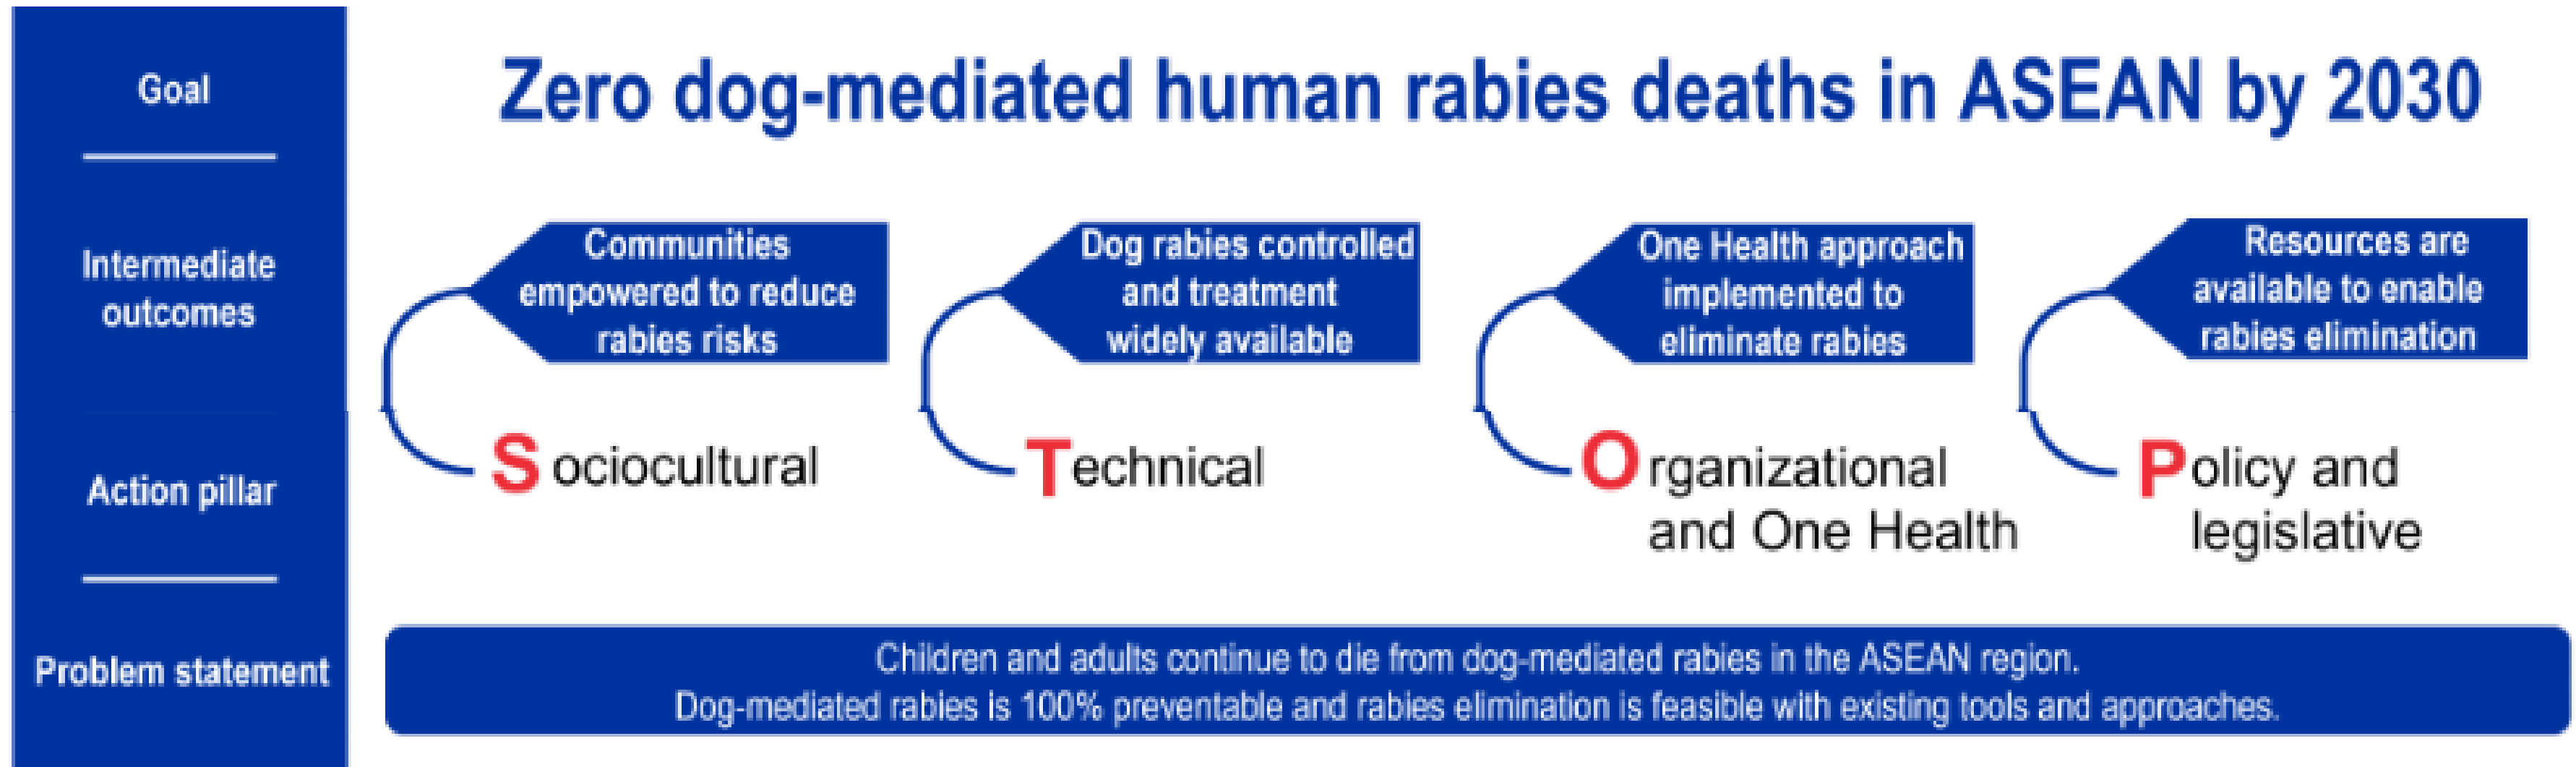 Goal
Zero dog-mediated human rabies deaths in ASEAN by 2030
Intermediate
outcomes
Communities
empowered to reduce
rabies risks
Dog rabies controlled
and treatment
widely available
One Health approach
implemented to
eliminate rabies
Resources are
available to enable
rabies elimination
Action pillar
Sociocultural
Technical
Organizational
and One Health
Policy and
legislative
Problem statement
Children and adults continue to die from dog-mediated rabies in the ASEAN region.
Dog-mediated rabies is 100% preventable and rabies elimination is feasible with existing tools and approaches.